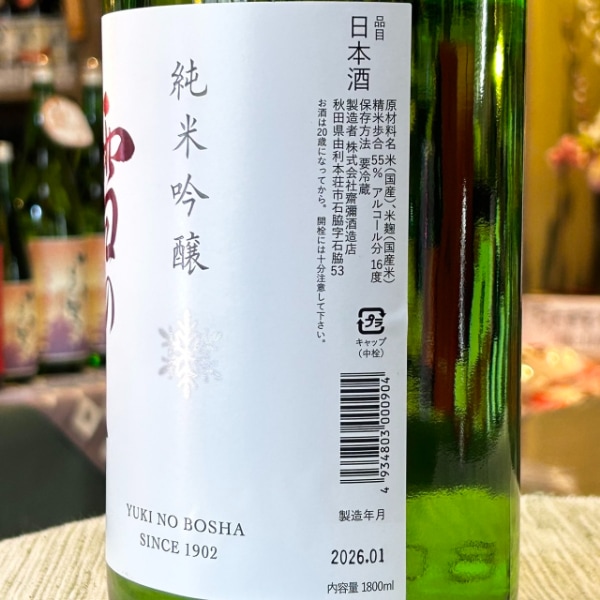 品目
日本酒
原材料名 米(国産)、米麹(国産米)
精米歩合 55% アルコール分 16度
保存方法 要冷蔵
製造者 株式会社齋彌酒造店
秋田県由利本荘市石脇字石脇53
お酒は20歳になってから。開栓には十分注意して下さい。
純米吟醸
雪の
プラ
キャップ
(中栓)
4934803000904
YUKI NO BOSHA
SINCE 1902
製造年月
2026.01
内容量 1800ml